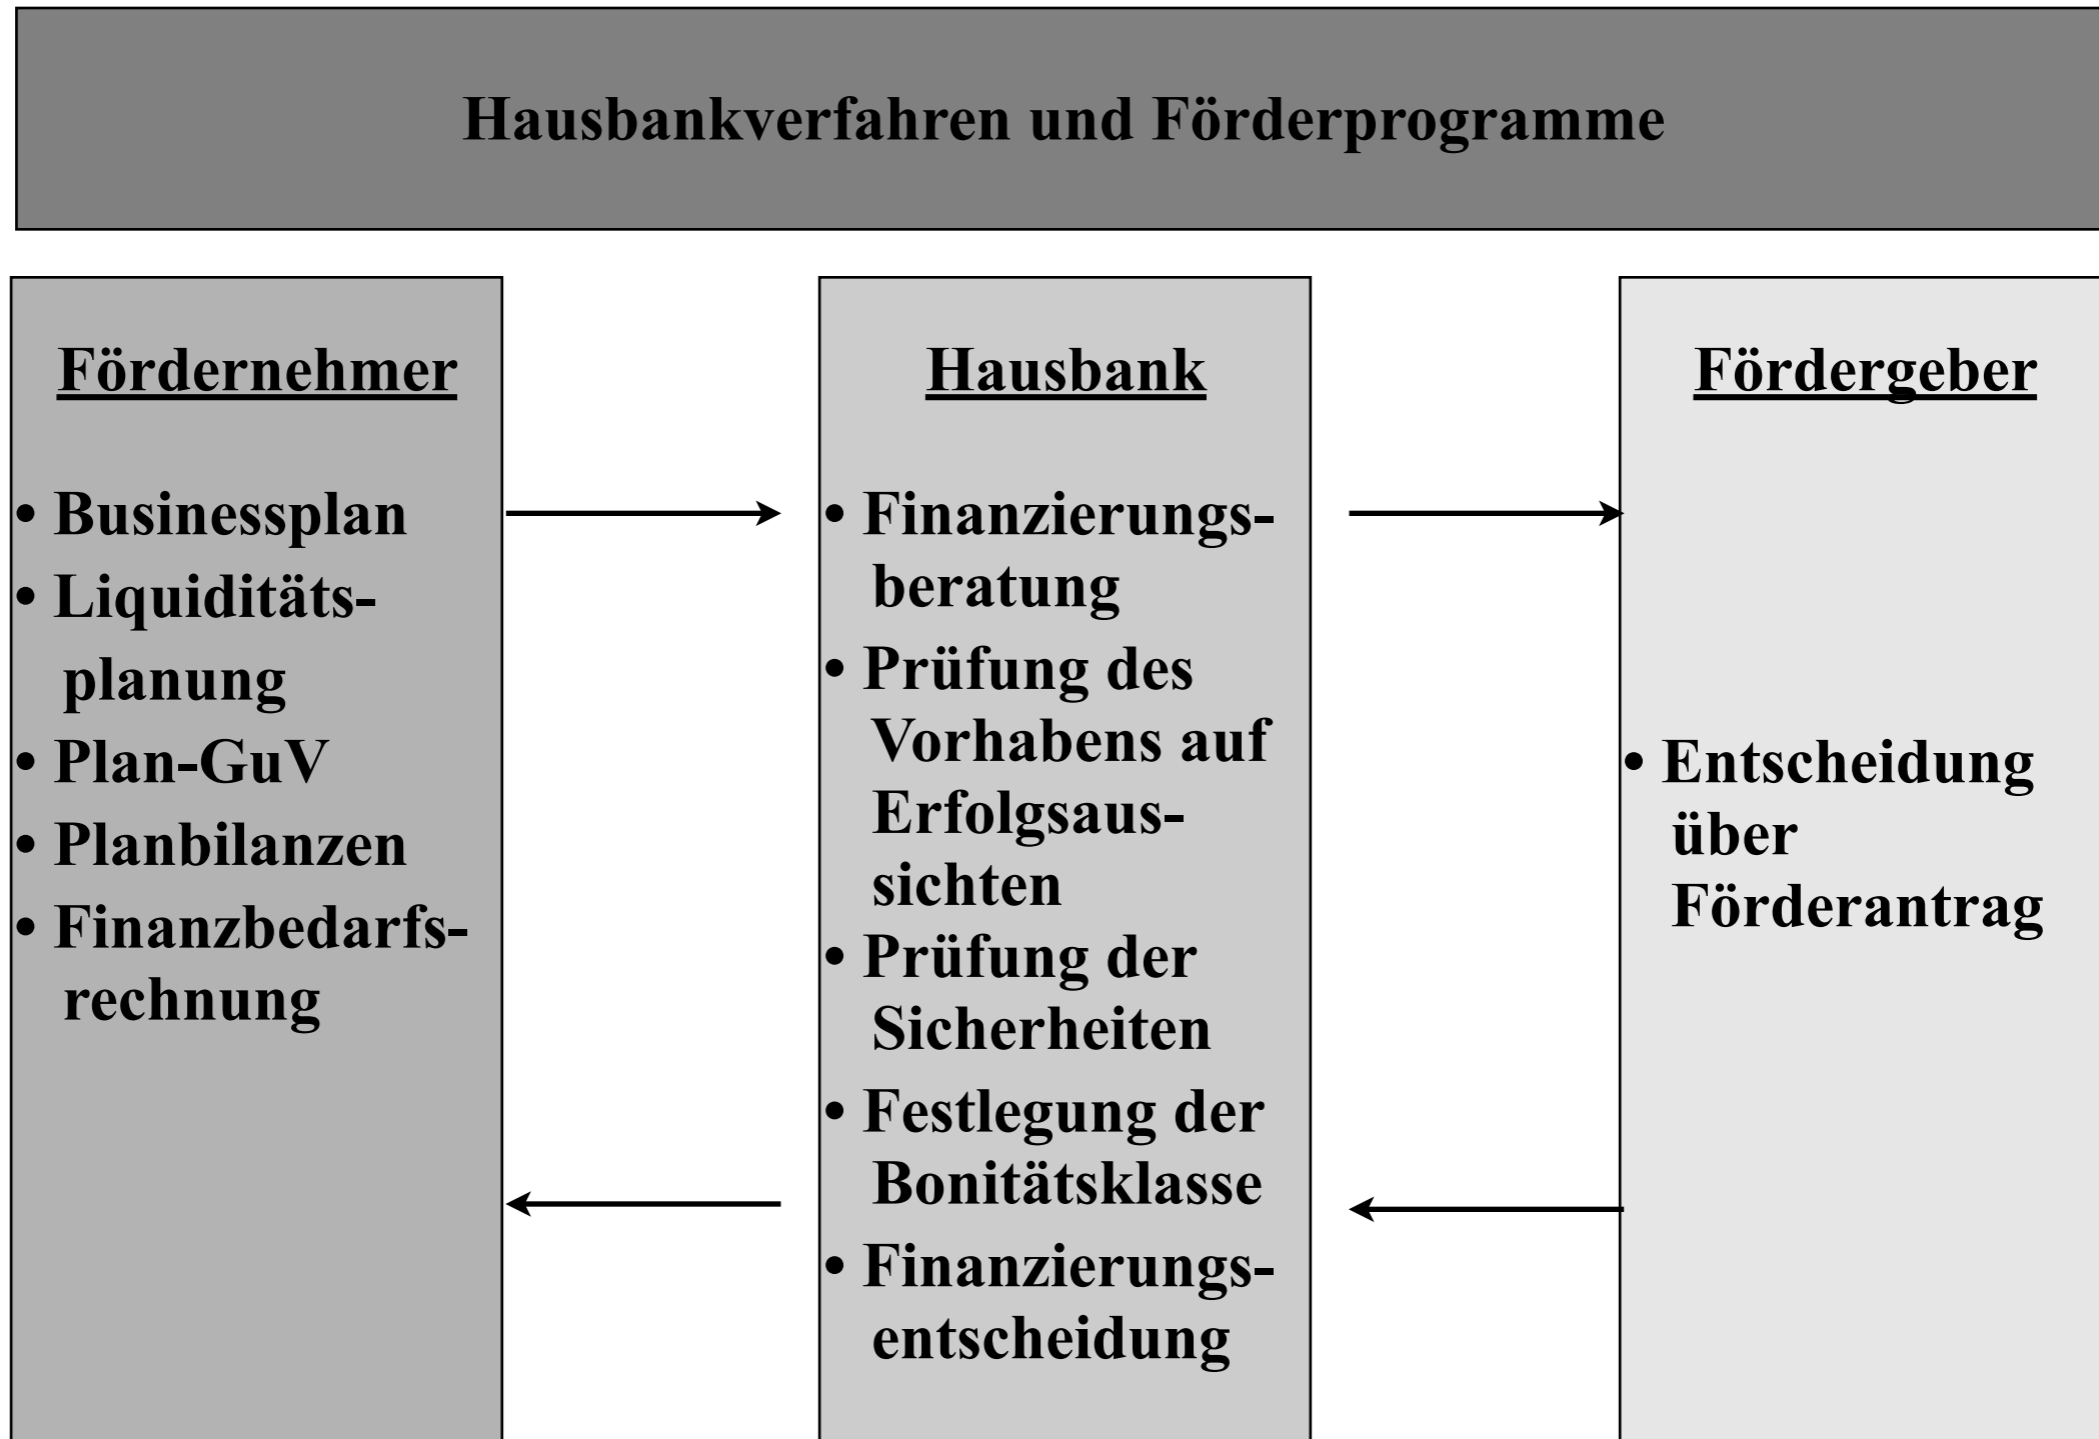 Hausbankverfahren und Förderprogramme
Fördernehmer
• Businessplan
• Liquiditäts-
planung
• Plan-GuV
• Planbilanzen
• Finanzbedarfs-
rechnung
Hausbank
• Finanzierungs-
beratung
• Prüfung des
Vorhabens auf
Erfolgsaus-
sichten
• Prüfung der
Sicherheiten
• Festlegung der
Bonitätsklasse
• Finanzierungs-
entscheidung
Fördergeber
• Entscheidung
über
Förderantrag